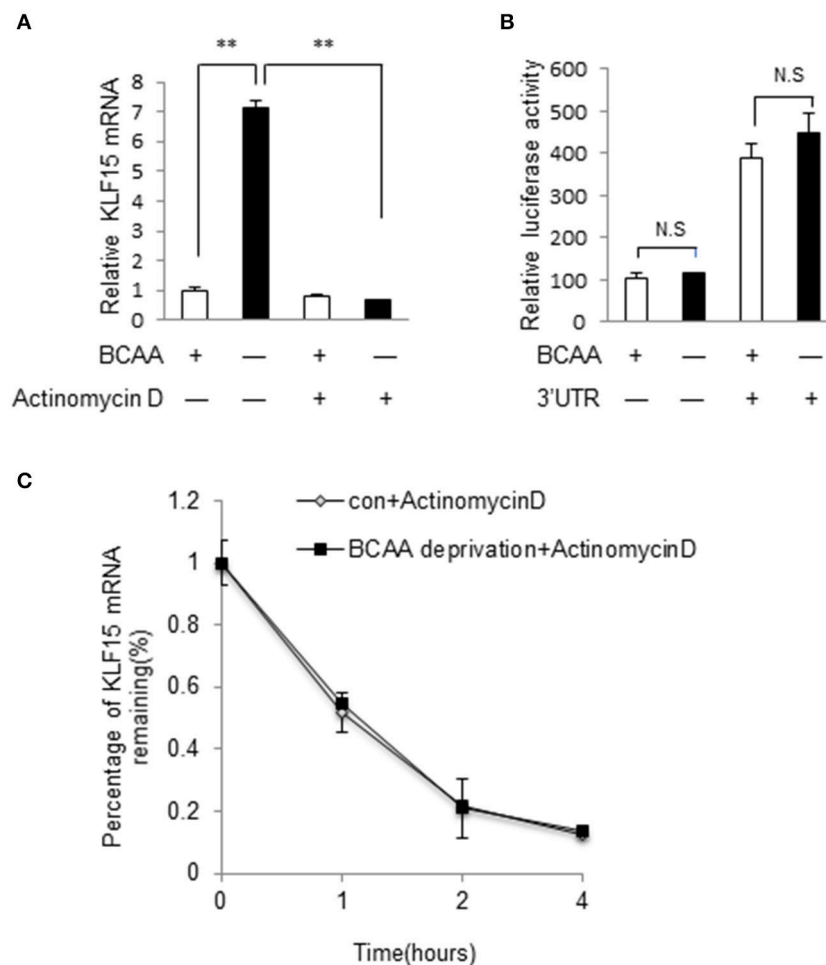 A
** **
Relative KLF15 mRNA
8
7
6
5
4
3
2
1
0
BCAA + — + —
Actinomycin D — — + +
B
Relative luciferase activity
600
500
400
300
200
100
0
N.S
N.S
BCAA + — + —
3'UTR — — + +
C
Percentage of KLF15 mRNA
remaining(%)
1.2
1
0.8
0.6
0.4
0.2
0
con+ActinomycinD
BCAA deprivation+ActinomycinD
0 1 2 4
Time(hours)